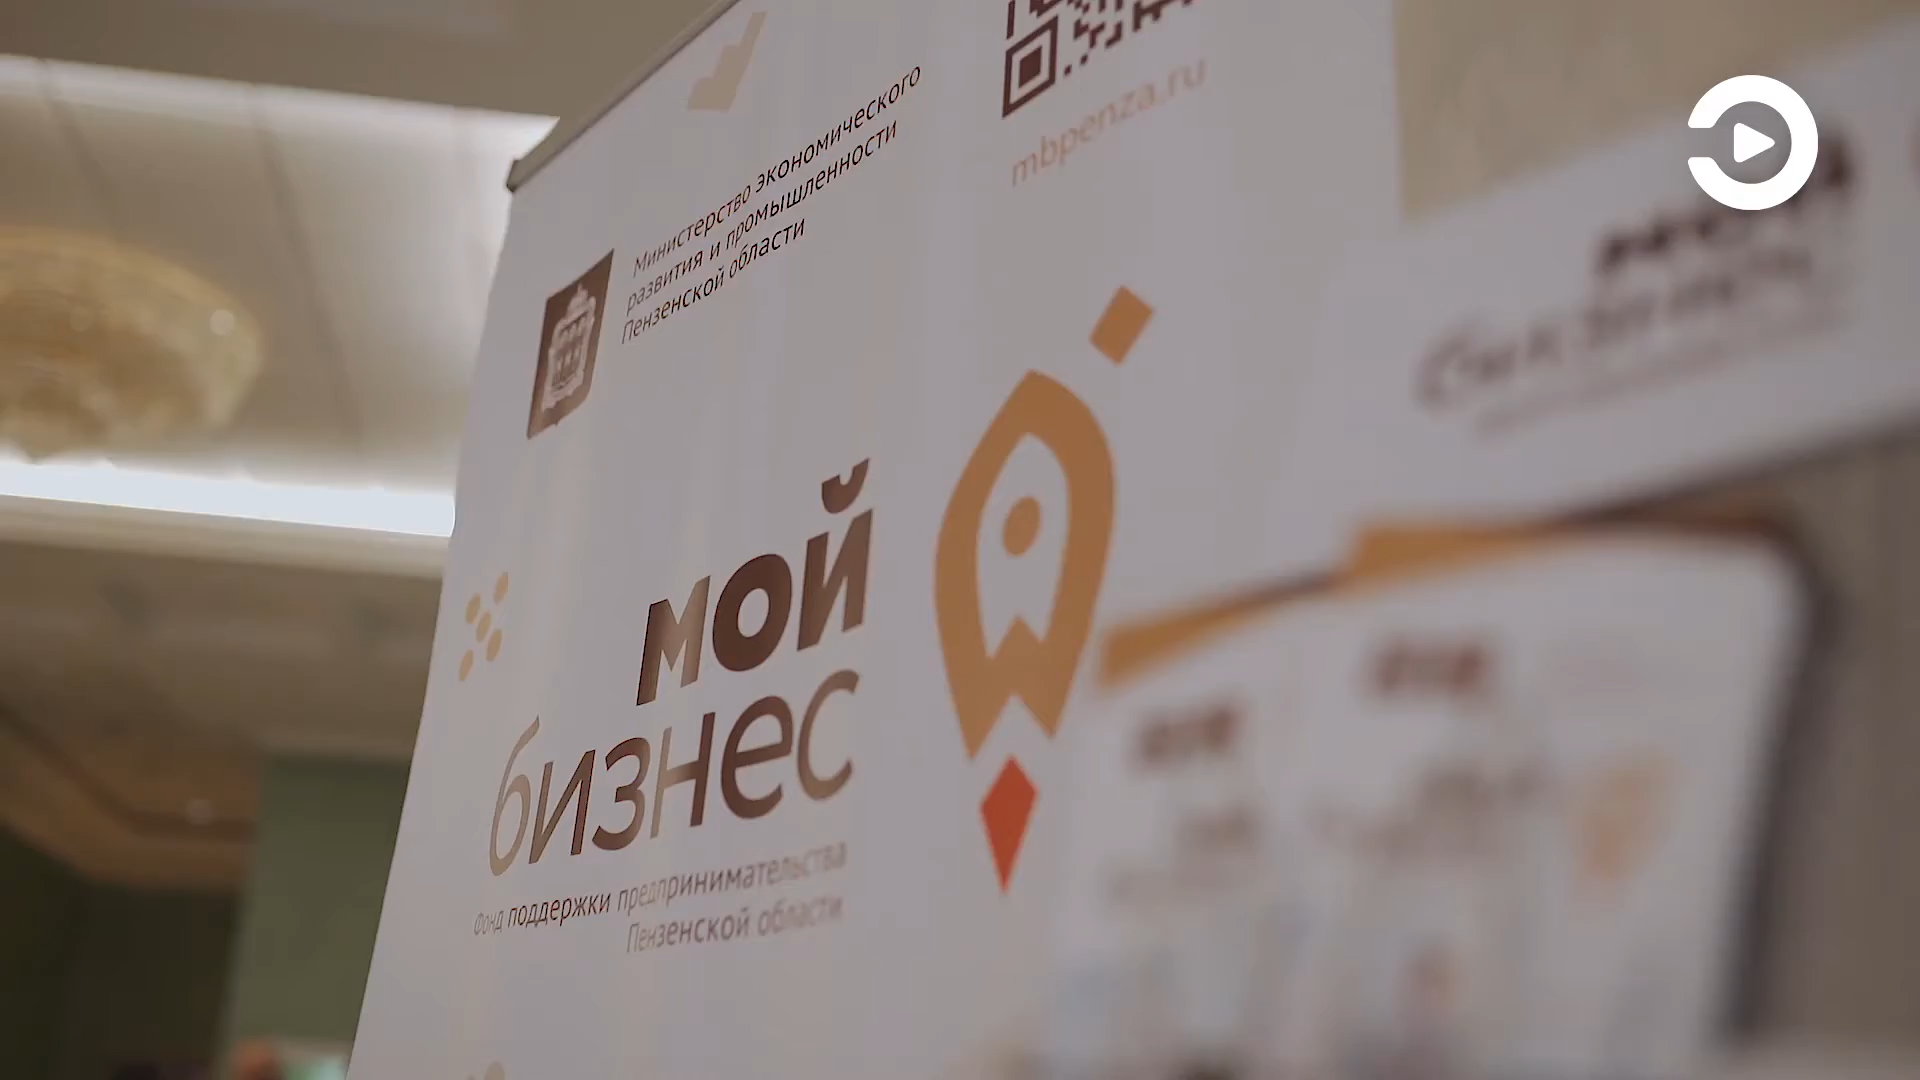 Министерство экономического
развития и промышленности
Пензенской области
mbpenza.ru
мой
бизнес
Фонд поддержки предпринимательства
Пензенской области